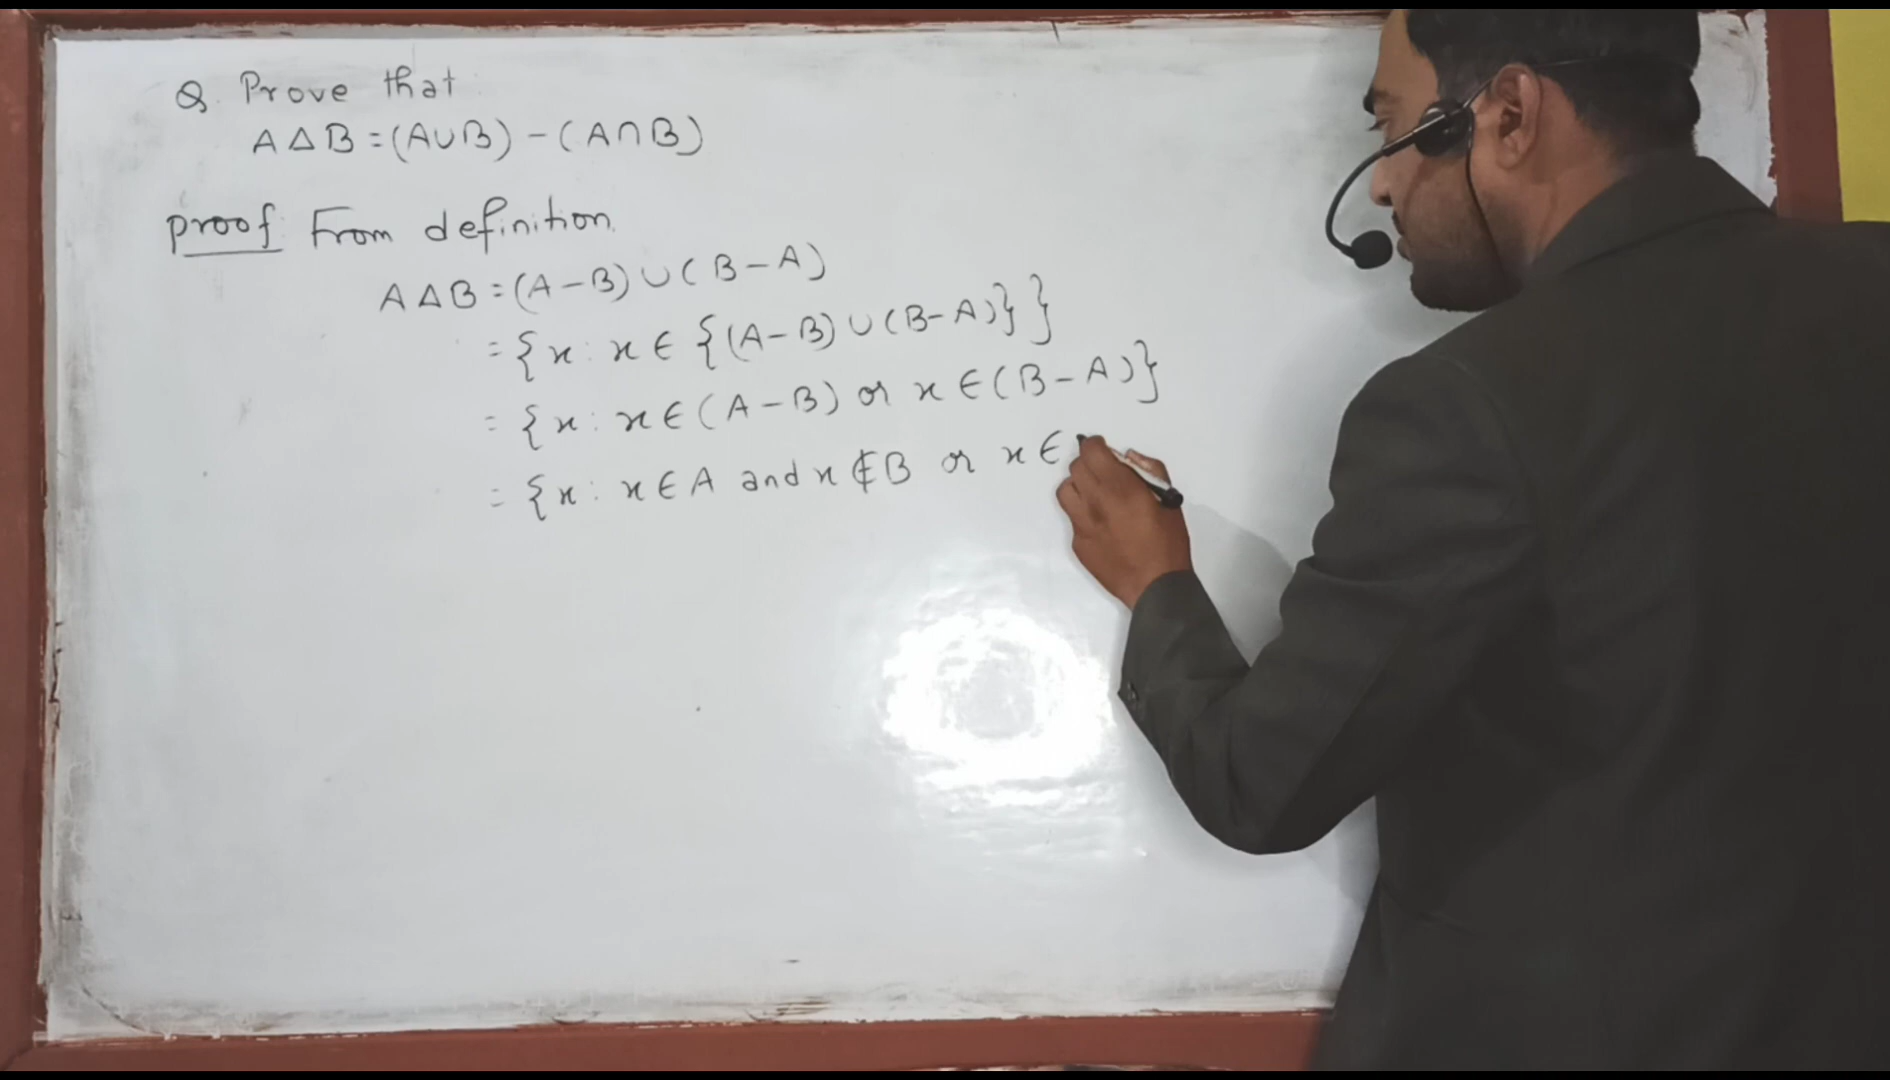 Q. Prove that
A Δ B = (A∪B) - (A∩B)
Proof: From definition.
A Δ B = (A - B) ∪ (B - A)
= {x : x ∈ {(A - B) ∪ (B - A)}}
= {x : x ∈ (A - B) or x ∈ (B - A)}
= {x : x ∈ A and x ∉ B or x ∈